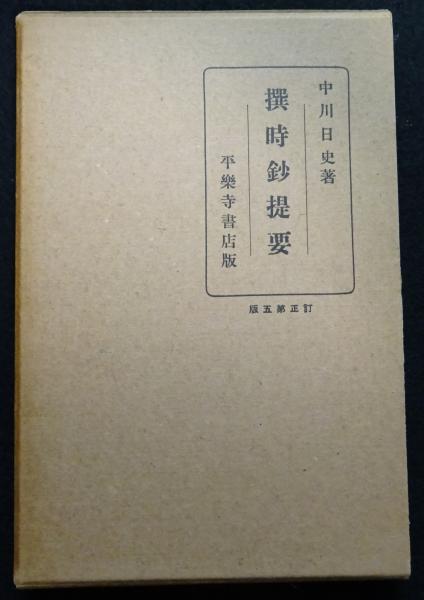 中川日史著
撰時鈔提要
平樂寺書店版
訂正第五版